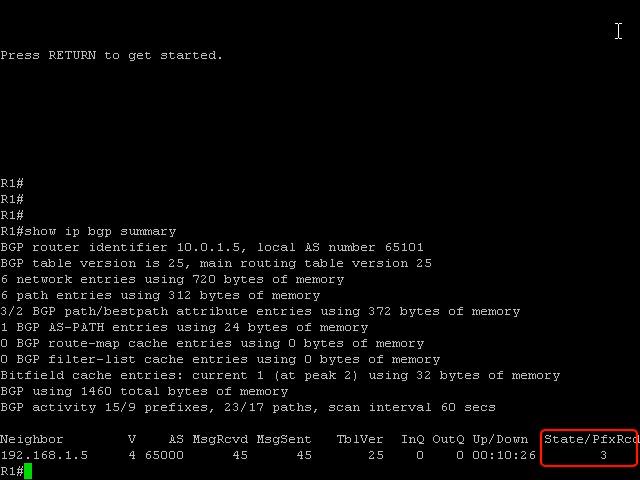 Press RETURN to get started.
R1#
R1#
R1#
R1#show ip bgp summary
BGP router identifier 10.0.1.5, local AS number 65101
BGP table version is 25, main routing table version 25
6 network entries using 720 bytes of memory
6 path entries using 312 bytes of memory
3/2 BGP path/bestpath attribute entries using 372 bytes of memory
1 BGP AS-PATH entries using 24 bytes of memory
0 BGP route-map cache entries using 0 bytes of memory
0 BGP filter-list cache entries using 0 bytes of memory
Bitfield cache entries: current 1 (at peak 2) using 32 bytes of memory
BGP using 1460 total bytes of memory
BGP activity 15/9 prefixes, 23/17 paths, scan interval 60 secs
Neighbor V AS MsgRcvd MsgSent TblVer InQ OutQ Up/Down State/PfxRcd
192.168.1.5 4 65000 45 45 25 0 0 00:10:26 3
R1#